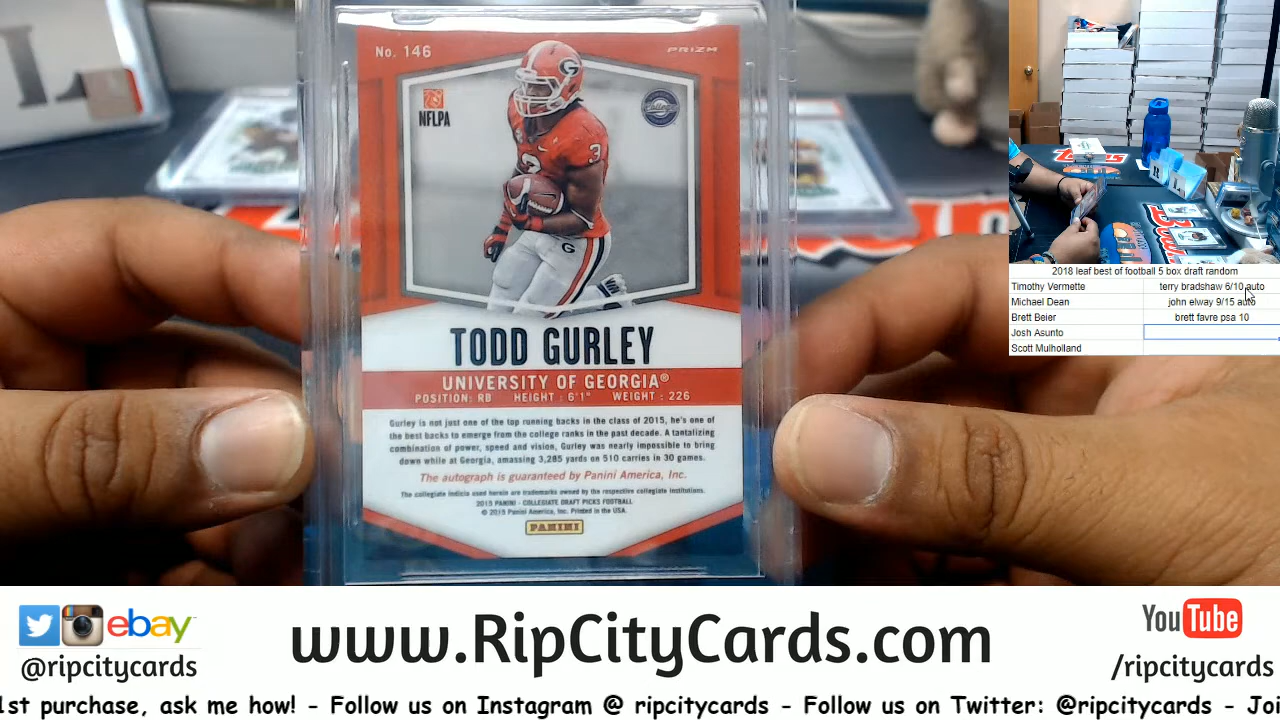 No. 146
PRIZM
NFLPA
TODD GURLEY
UNIVERSITY OF GEORGIA®
POSITION: RB HEIGHT: 6'1" WEIGHT: 226
Gurley is not just one of the top running backs in the class of 2015, he's one of
the best backs to emerge from the college ranks in the past decade. A tantalizing
combination of power, speed and vision, Gurley was nearly impossible to bring
down while at Georgia, amassing 3,285 yards on 510 carries in 30 games.
The autograph is guaranteed by Panini America, Inc.
The collegiate indicia used herein are trademarks owned by the respective collegiate institutions.
2015 PANINI - COLLEGIATE DRAFT PICKS FOOTBALL
© 2015 Panini America, Inc. Printed in the USA.
PANINI
2018 leaf best of football 5 box draft random
Timothy Vermette terry bradshaw 6/10 auto
Michael Dean john elway 9/15 auto
Brett Beier brett favre psa 10
Josh Asunto
Scott Mulholland
ebay
@ripcitycards
www.RipCityCards.com
YouTube
/ripcitycards
1st purchase, ask me how! - Follow us on Instagram @ ripcitycards - Follow us on Twitter: @ripcitycards - Joi